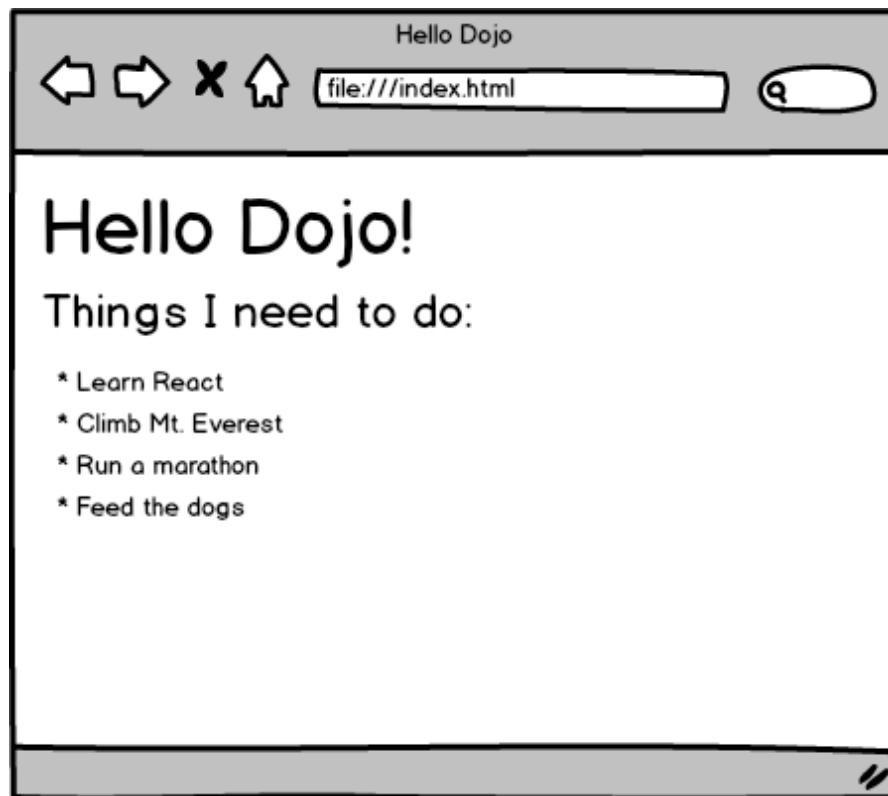 Hello Dojo
file:///index.html
Hello Dojo!
Things I need to do:
* Learn React
* Climb Mt. Everest
* Run a marathon
* Feed the dogs